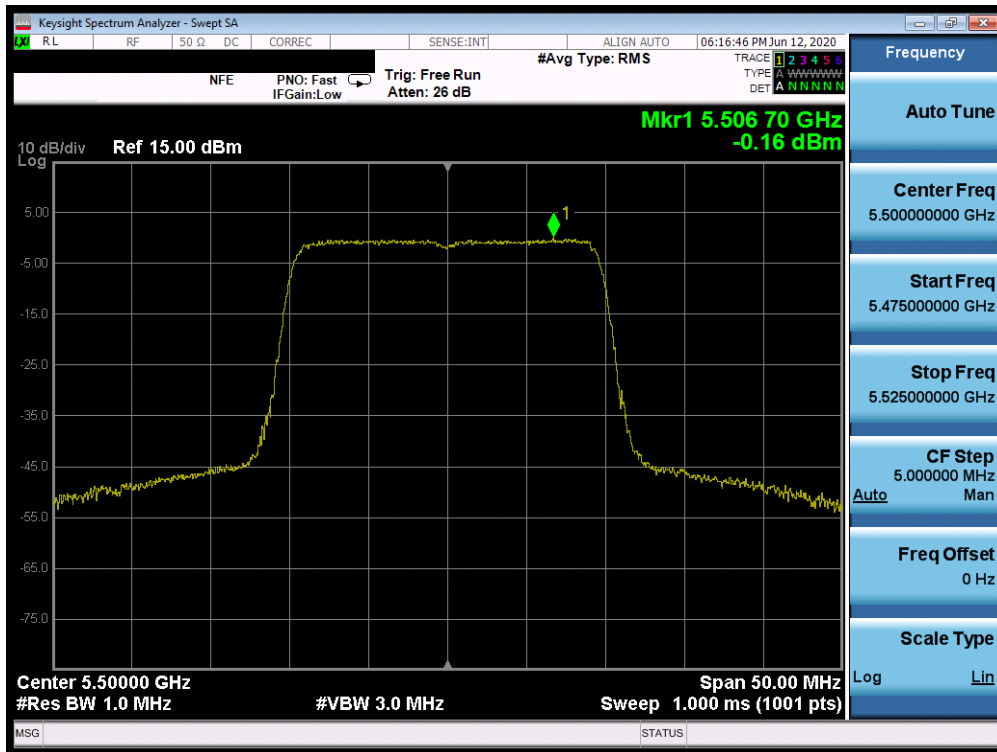 Keysight Spectrum Analyzer - Swept SA
LXI RL RF 50 Ω DC CORREC SENSE:INT ALIGN AUTO 06:16:46 PM Jun 12, 2020
Frequency
NFE PNO: Fast Trig: Free Run #Avg Type: RMS TRACE 1 2 3 4 5 6
IFGain:Low Atten: 26 dB TYPE A WWWWW
DET A N N N N N
Auto Tune
Mkr1 5.506 70 GHz
-0.16 dBm
10 dB/div Ref 15.00 dBm
Log
1
5.00
-5.00
-15.0
-25.0
-35.0
-45.0
-55.0
-65.0
-75.0
Center Freq
5.500000000 GHz
Start Freq
5.475000000 GHz
Stop Freq
5.525000000 GHz
CF Step
5.000000 MHz
Auto Man
Freq Offset
0 Hz
Scale Type
Log Lin
Center 5.50000 GHz Span 50.00 MHz
#Res BW 1.0 MHz #VBW 3.0 MHz Sweep 1.000 ms (1001 pts)
MSG STATUS